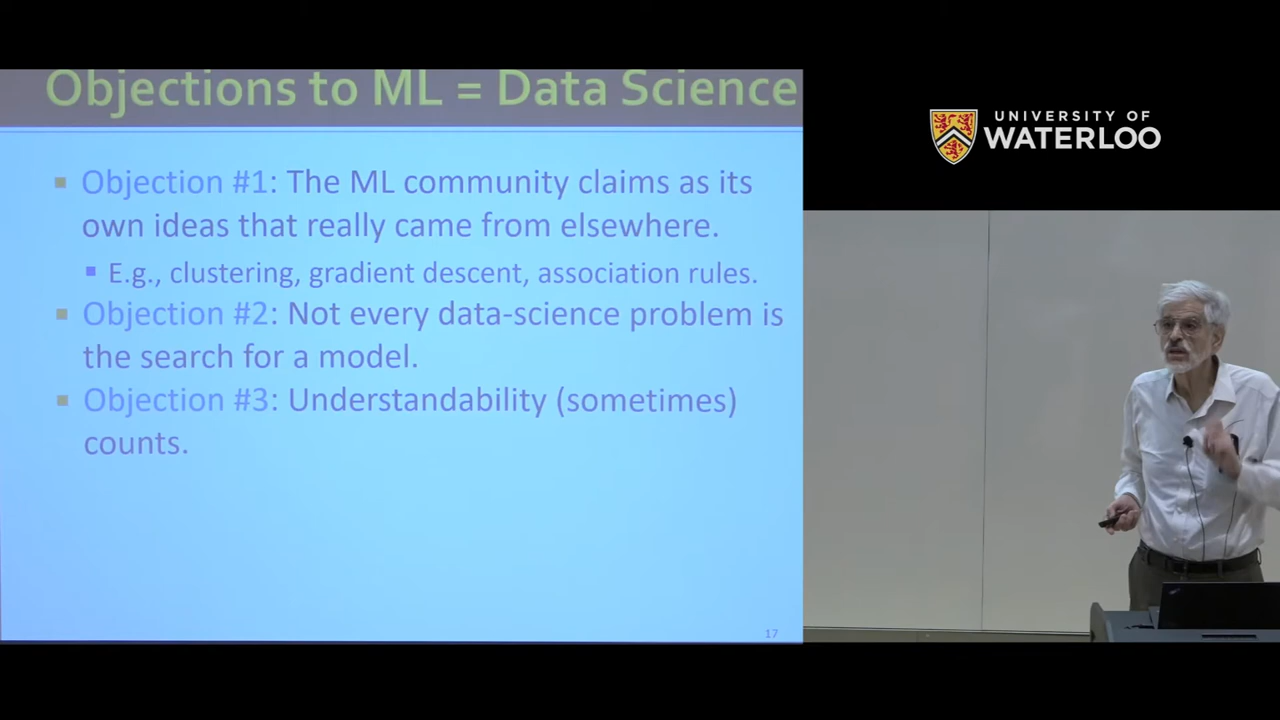 Objections to ML = Data Science
Objection #1: The ML community claims as its
own ideas that really came from elsewhere.
E.g., clustering, gradient descent, association rules.
Objection #2: Not every data-science problem is
the search for a model.
Objection #3: Understandability (sometimes)
counts.
17
UNIVERSITY OF
WATERLOO